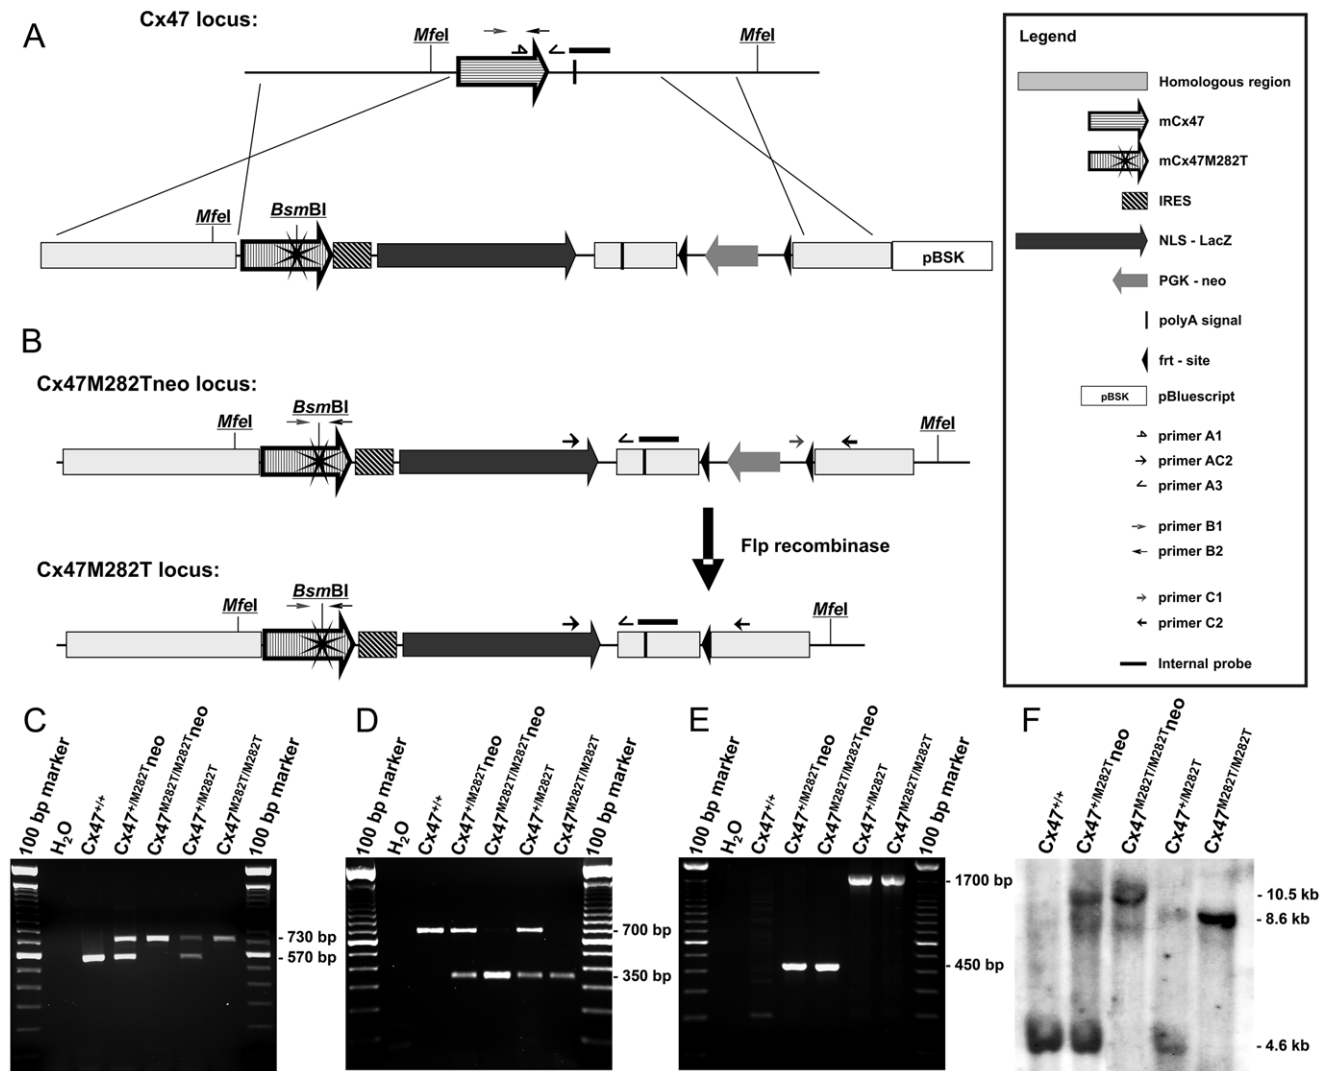 A
Cx47 locus:
MfeI
MfeI
MfeI
BsmBI
pBSK
B
Cx47M282Tneo locus:
MfeI
BsmBI
MfeI
Flp recombinase
Cx47M282T locus:
MfeI
BsmBI
MfeI
Legend
Homologous region
mCx47
mCx47M282T
IRES
NLS - LacZ
PGK - neo
polyA signal
frt - site
pBSK pBluescript
primer A1
primer AC2
primer A3
primer B1
primer B2
primer C1
primer C2
Internal probe
C
100 bp marker
H2O
Cx47+/+
Cx47+/M282Tneo
Cx47M282T/M282Tneo
Cx47+/M282T
Cx47M282T/M282T
100 bp marker
- 730 bp
- 570 bp
D
100 bp marker
H2O
Cx47+/+
Cx47+/M282Tneo
Cx47M282T/M282Tneo
Cx47+/M282T
Cx47M282T/M282T
100 bp marker
- 700 bp
- 350 bp
E
100 bp marker
H2O
Cx47+/+
Cx47+/M282Tneo
Cx47M282T/M282Tneo
Cx47+/M282T
Cx47M282T/M282T
100 bp marker
- 1700 bp
- 450 bp
F
Cx47+/+
Cx47+/M282Tneo
Cx47M282T/M282Tneo
Cx47+/M282T
Cx47M282T/M282T
- 10.5 kb
- 8.6 kb
- 4.6 kb